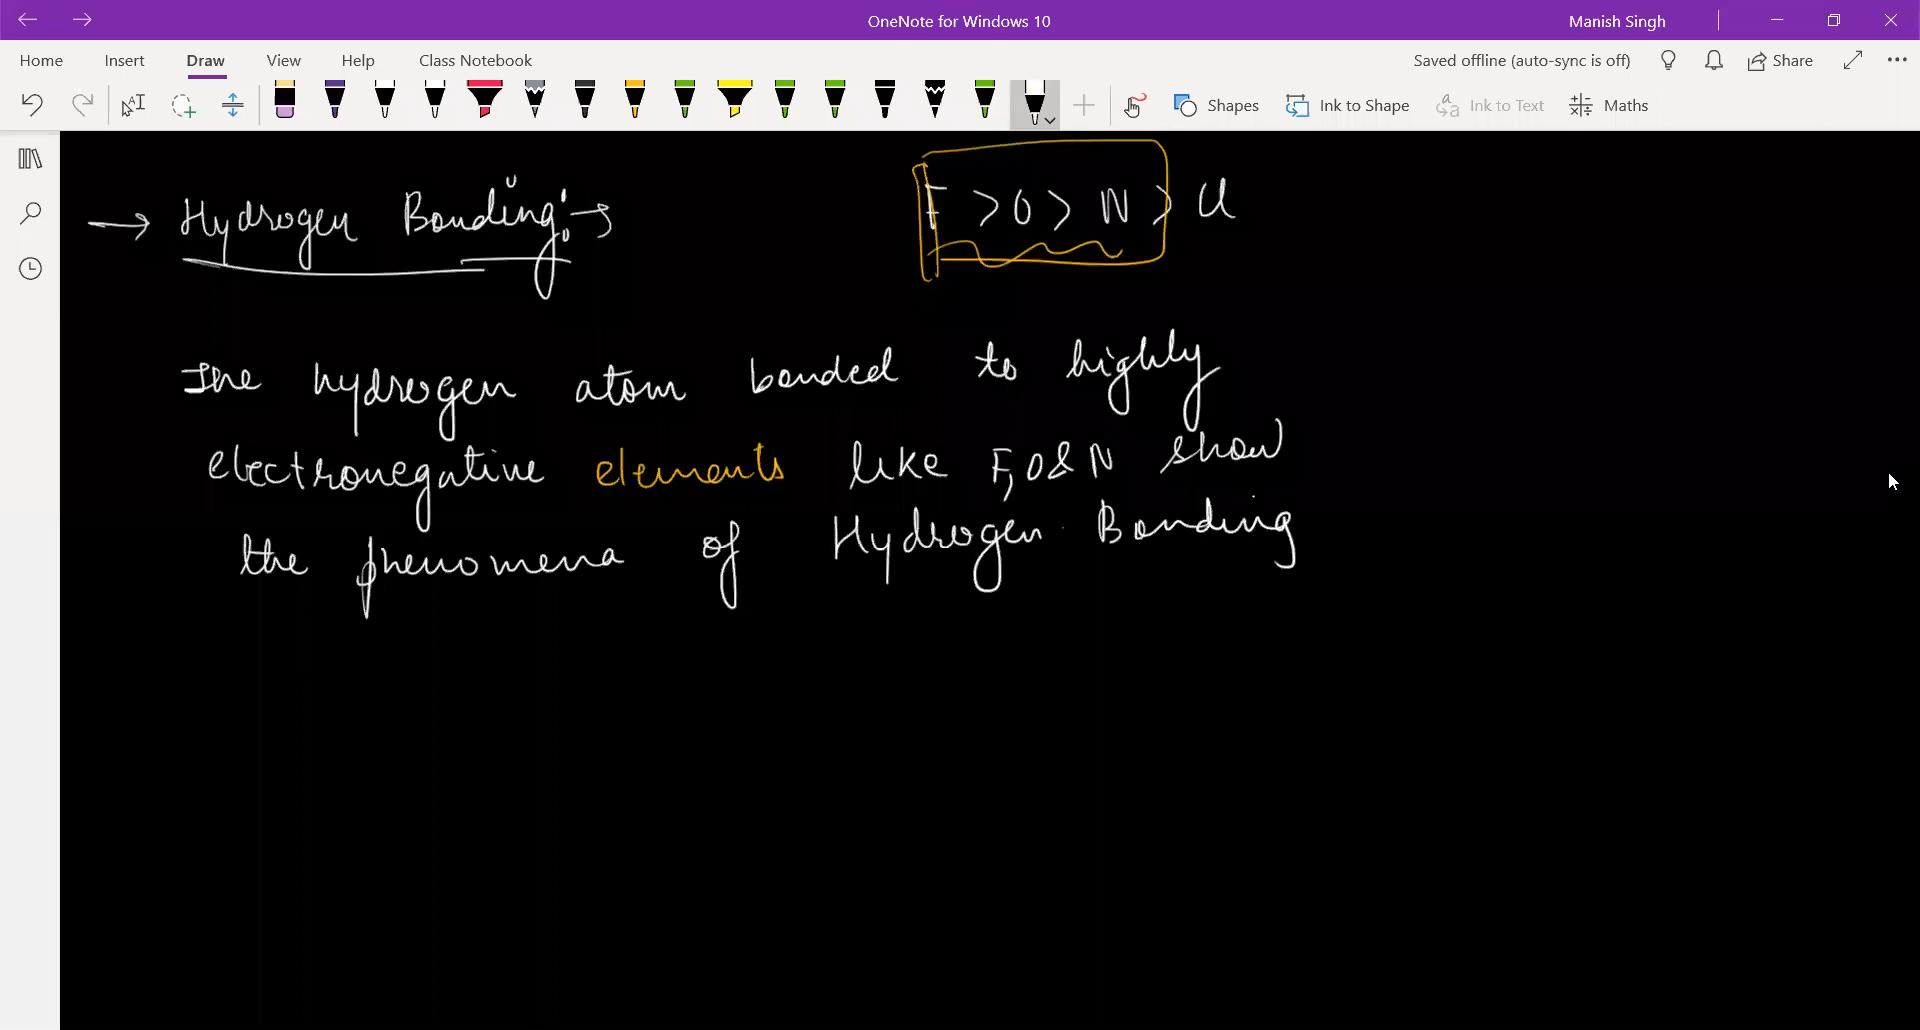 OneNote for Windows 10
Manish Singh
Home Insert Draw View Help Class Notebook
Saved offline (auto-sync is off) Share
Shapes Ink to Shape Ink to Text Maths
→ Hydrogen Bonding :→
F > O > N > Cl
The hydrogen atom bonded to highly
electronegative elements like F, O & N show
the phenomena of Hydrogen Bonding